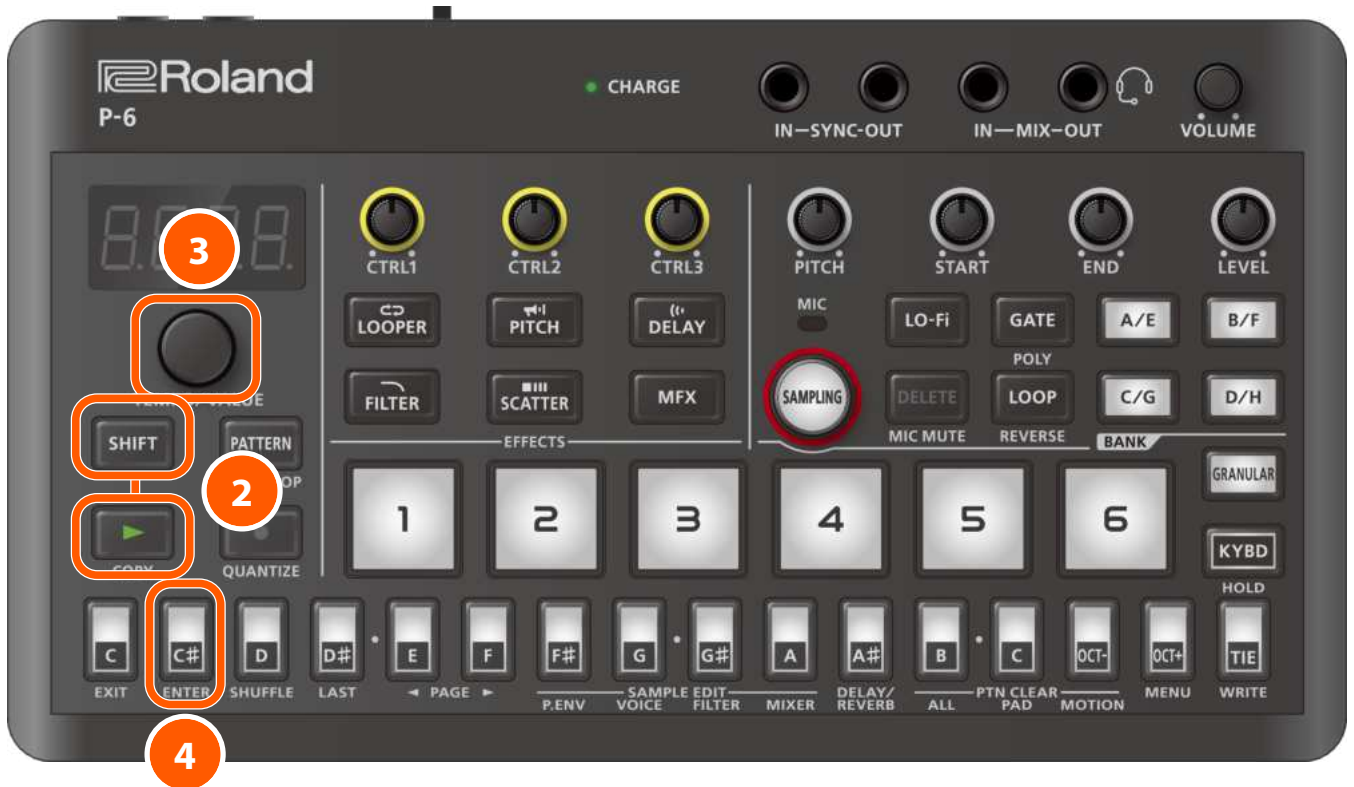 Roland
P-6
CHARGE
IN–SYNC-OUT
IN–MIX–OUT
VOLUME
3
CTRL1
CTRL2
CTRL3
PITCH
START
END
LEVEL
LOOPER
PITCH
DELAY
MIC
LO-Fi
GATE
A/E
B/F
POLY
VALUE
FILTER
SCATTER
MFX
SAMPLING
DELETE
LOOP
C/G
D/H
SHIFT
PATTERN
EFFECTS
MIC MUTE
REVERSE
BANK
2
OP
1
2
3
4
5
6
GRANULAR
KYBD
COPY
QUANTIZE
HOLD
C
C#
D
D#
E
F
F#
G
G#
A
A#
B
C
OCT-
OCT+
TIE
EXIT
ENTER
SHUFFLE
LAST
◄ PAGE ►
SAMPLE EDIT
P.ENV
VOICE
FILTER
MIXER
DELAY/
REVERB
PTN CLEAR
ALL
PAD
MOTION
MENU
WRITE
4